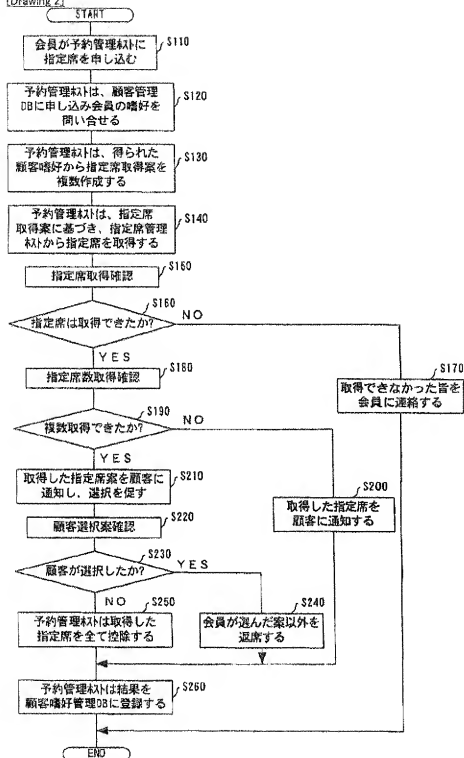 [Drawing 2]
START
会員が予約管理ホストに
指定席を申し込む
S110
予約管理ホストは、顧客管理
DBに申し込み会員の嗜好を
問い合せる
S120
予約管理ホストは、得られた
顧客嗜好から指定席取得案を
複数作成する
S130
予約管理ホストは、指定席
取得案に基づき、指定席管理
ホストから指定席を取得する
S140
指定席取得確認
S150
指定席は取得できたか?
S160
NO
YES
指定席数取得確認
S180
取得できなかった旨を
会員に連絡する
S170
複数取得できたか?
S190
NO
YES
取得した指定席案を顧客に
通知し、選択を促す
S210
取得した指定席を
顧客に通知する
S200
顧客選択案確認
S220
顧客が選択したか?
S230
YES
NO
予約管理ホストは取得した
指定席を全て控除する
S250
会員が選んだ案以外を
返席する
S240
予約管理ホストは結果を
顧客嗜好管理DBに登録する
S260
END